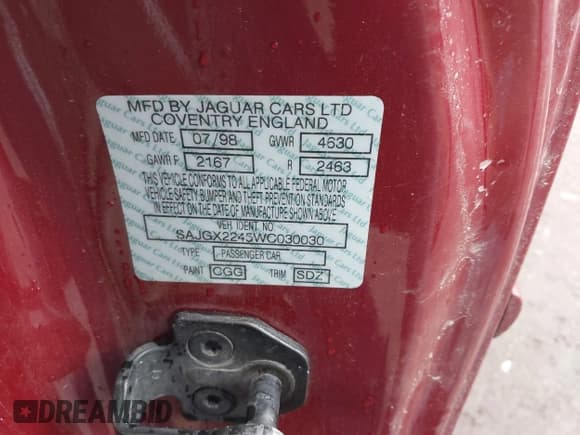 MFD BY JAGUAR CARS LTD
COVENTRY ENGLAND
MFD DATE 07/98 GVWR 4630
GAWR F 2167 R 2463
THIS VEHICLE CONFORMS TO ALL APPLICABLE FEDERAL MOTOR
VEHICLE SAFETY, BUMPER AND THEFT PREVENTION STANDARDS
IN EFFECT ON THE DATE OF MANUFACTURE SHOWN ABOVE.
VEH IDENT. NO.
SAJGX2245WC030030
TYPE PASSENGER CAR
PAINT CGG TRIM SDZ
DREAMBID